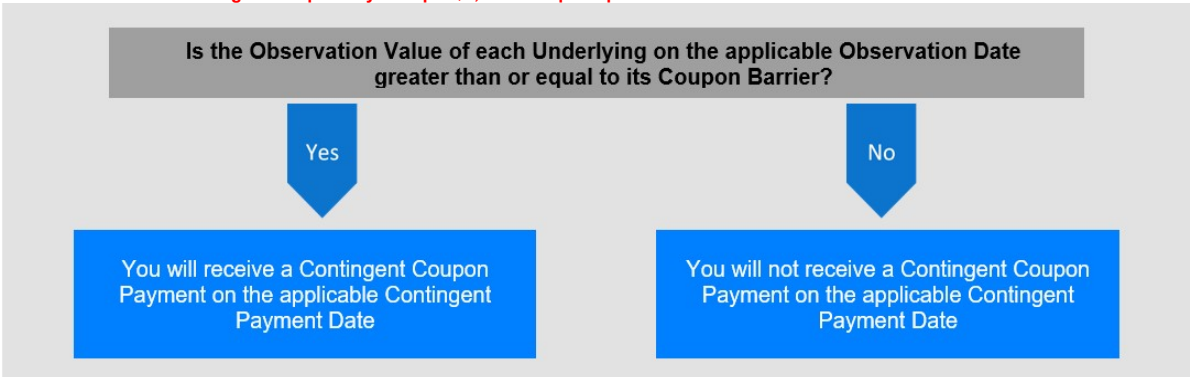 Is the Observation Value of each Underlying on the applicable Observation Date
greater than or equal to its Coupon Barrier?
Yes
No
You will receive a Contingent Coupon
Payment on the applicable Contingent
Payment Date
You will not receive a Contingent Coupon
Payment on the applicable Contingent
Payment Date